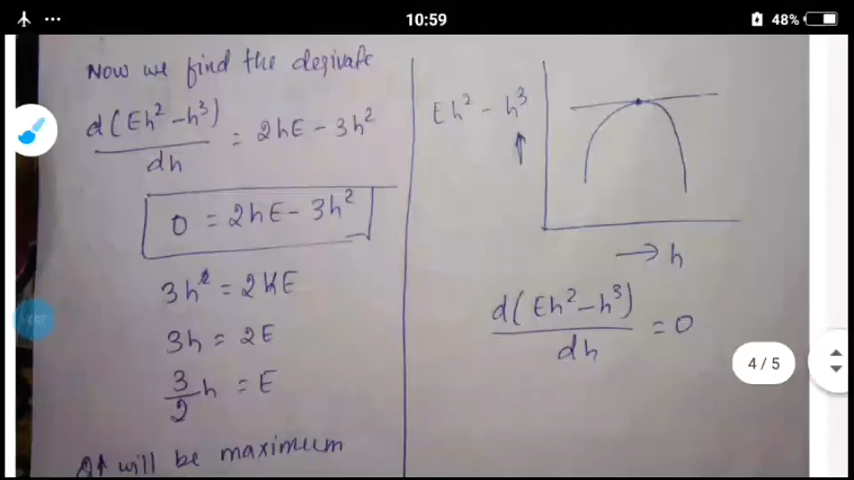 10:59
48%
Now we find the derivate
d(Eh² - h³)
dh
= 2hE - 3h²
0 = 2hE - 3h²
3h² = 2hE
3h = 2E
3/2 h = E
will be maximum
Eh² - h³
↑
→ h
d(Eh² - h³)
dh
= 0
4 / 5